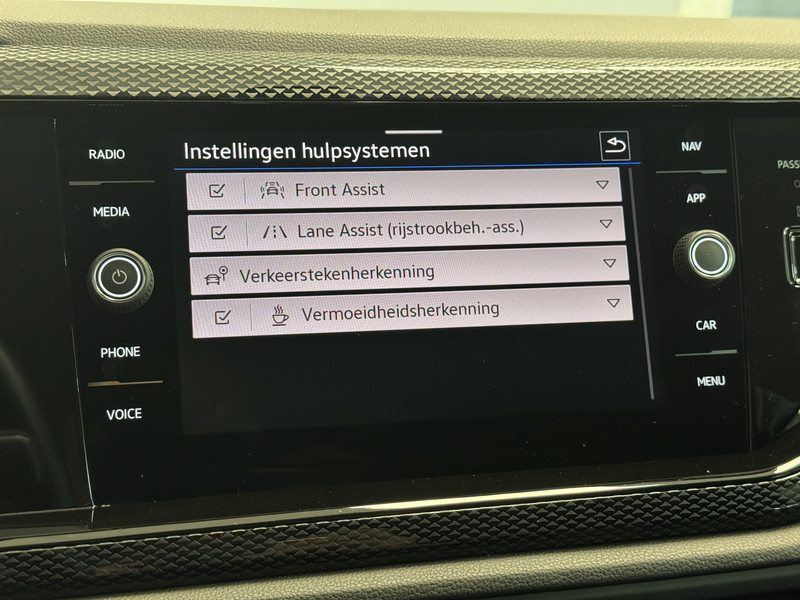 RADIO
MEDIA
PHONE
VOICE
Instellingen hulpsystemen
Front Assist
Lane Assist (rijstrookbeh.-ass.)
Verkeerstekenherkenning
Vermoeidheidsherkenning
NAV
APP
CAR
MENU